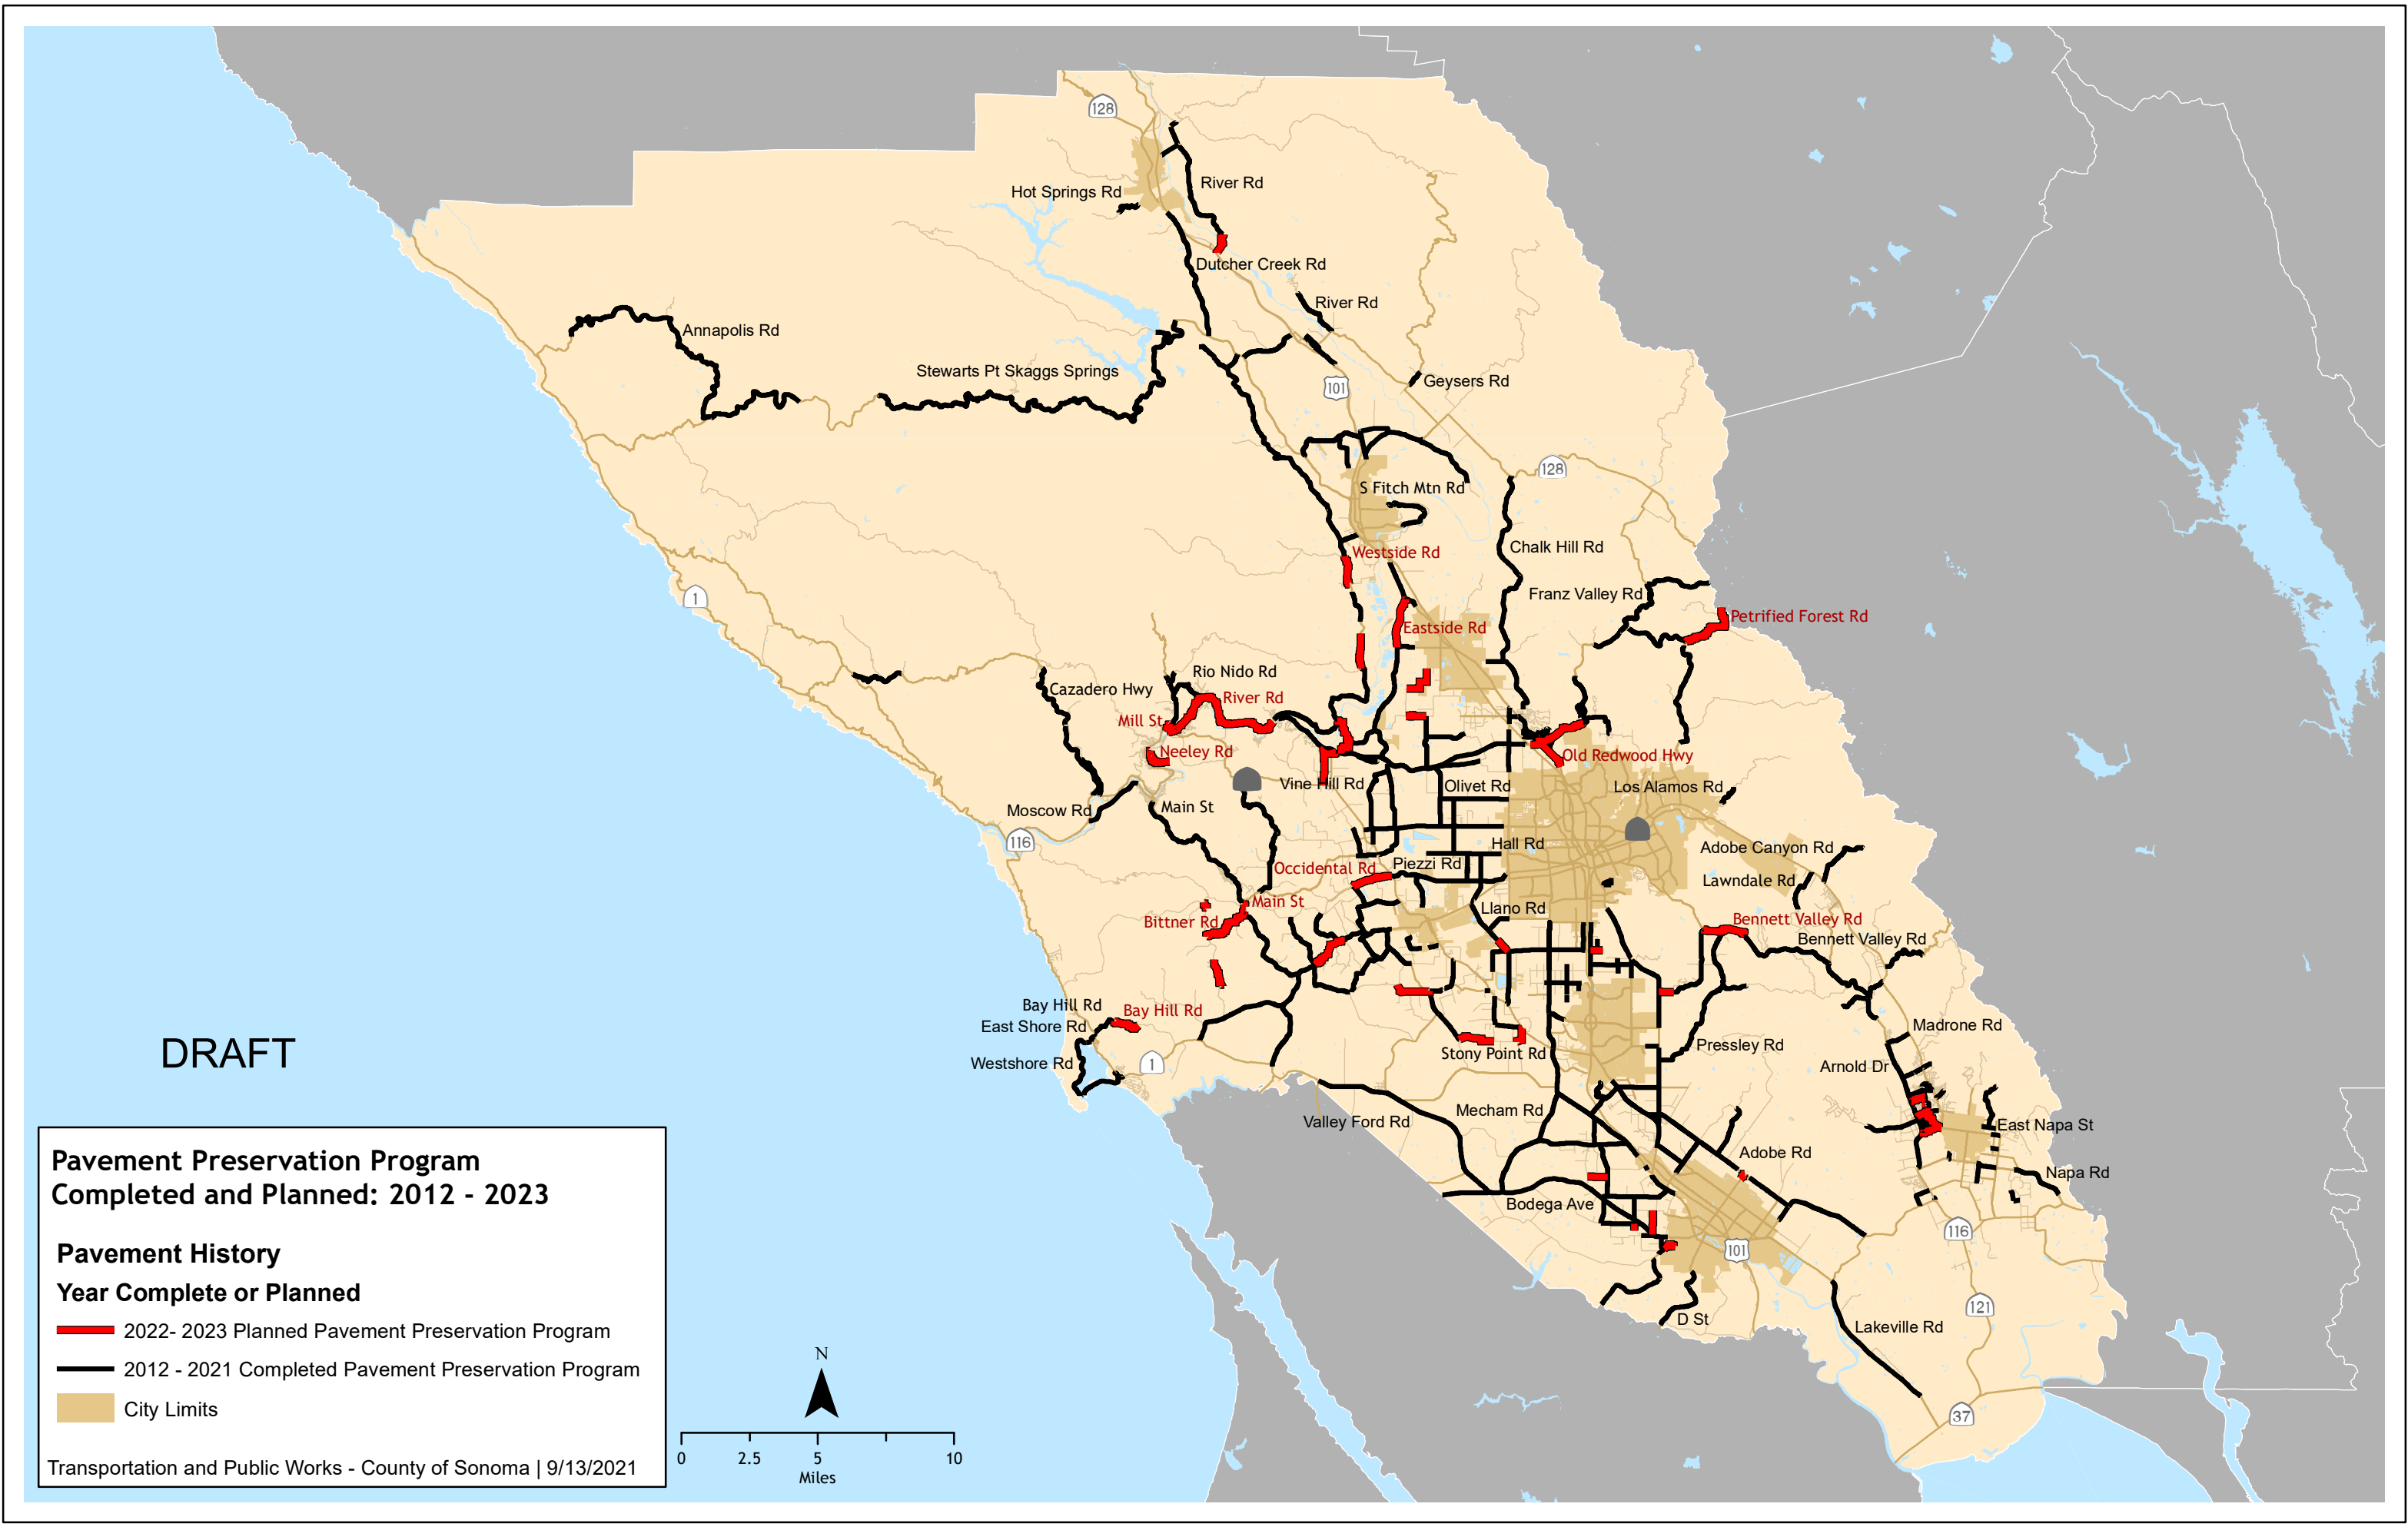 128
Hot Springs Rd
River Rd
Dutcher Creek Rd
River Rd
Annapolis Rd
Stewarts Pt Skaggs Springs
101
Geysers Rd
128
S Fitch Mtn Rd
Westside Rd
Chalk Hill Rd
1
Franz Valley Rd
Petrified Forest Rd
Eastside Rd
Rio Nido Rd
Cazadero Hwy
River Rd
Mill St
Neeley Rd
Old Redwood Hwy
Vine Hill Rd
Olivet Rd
Los Alamos Rd
Moscow Rd
Main St
116
Hall Rd
Adobe Canyon Rd
Occidental Rd
Piezzi Rd
Lawndale Rd
Main St
Llano Rd
Bittner Rd
Bennett Valley Rd
Bennett Valley Rd
Bay Hill Rd
Bay Hill Rd
East Shore Rd
Madrone Rd
DRAFT
Westshore Rd
1
Stony Point Rd
Pressley Rd
Arnold Dr
Valley Ford Rd
Mecham Rd
East Napa St
Adobe Rd
Napa Rd
Bodega Ave
116
101
121
D St
Lakeville Rd
37
Pavement Preservation Program
Completed and Planned: 2012 - 2023
Pavement History
Year Complete or Planned
2022- 2023 Planned Pavement Preservation Program
2012 - 2021 Completed Pavement Preservation Program
City Limits
Transportation and Public Works - County of Sonoma | 9/13/2021
N
0 2.5 5 10
Miles